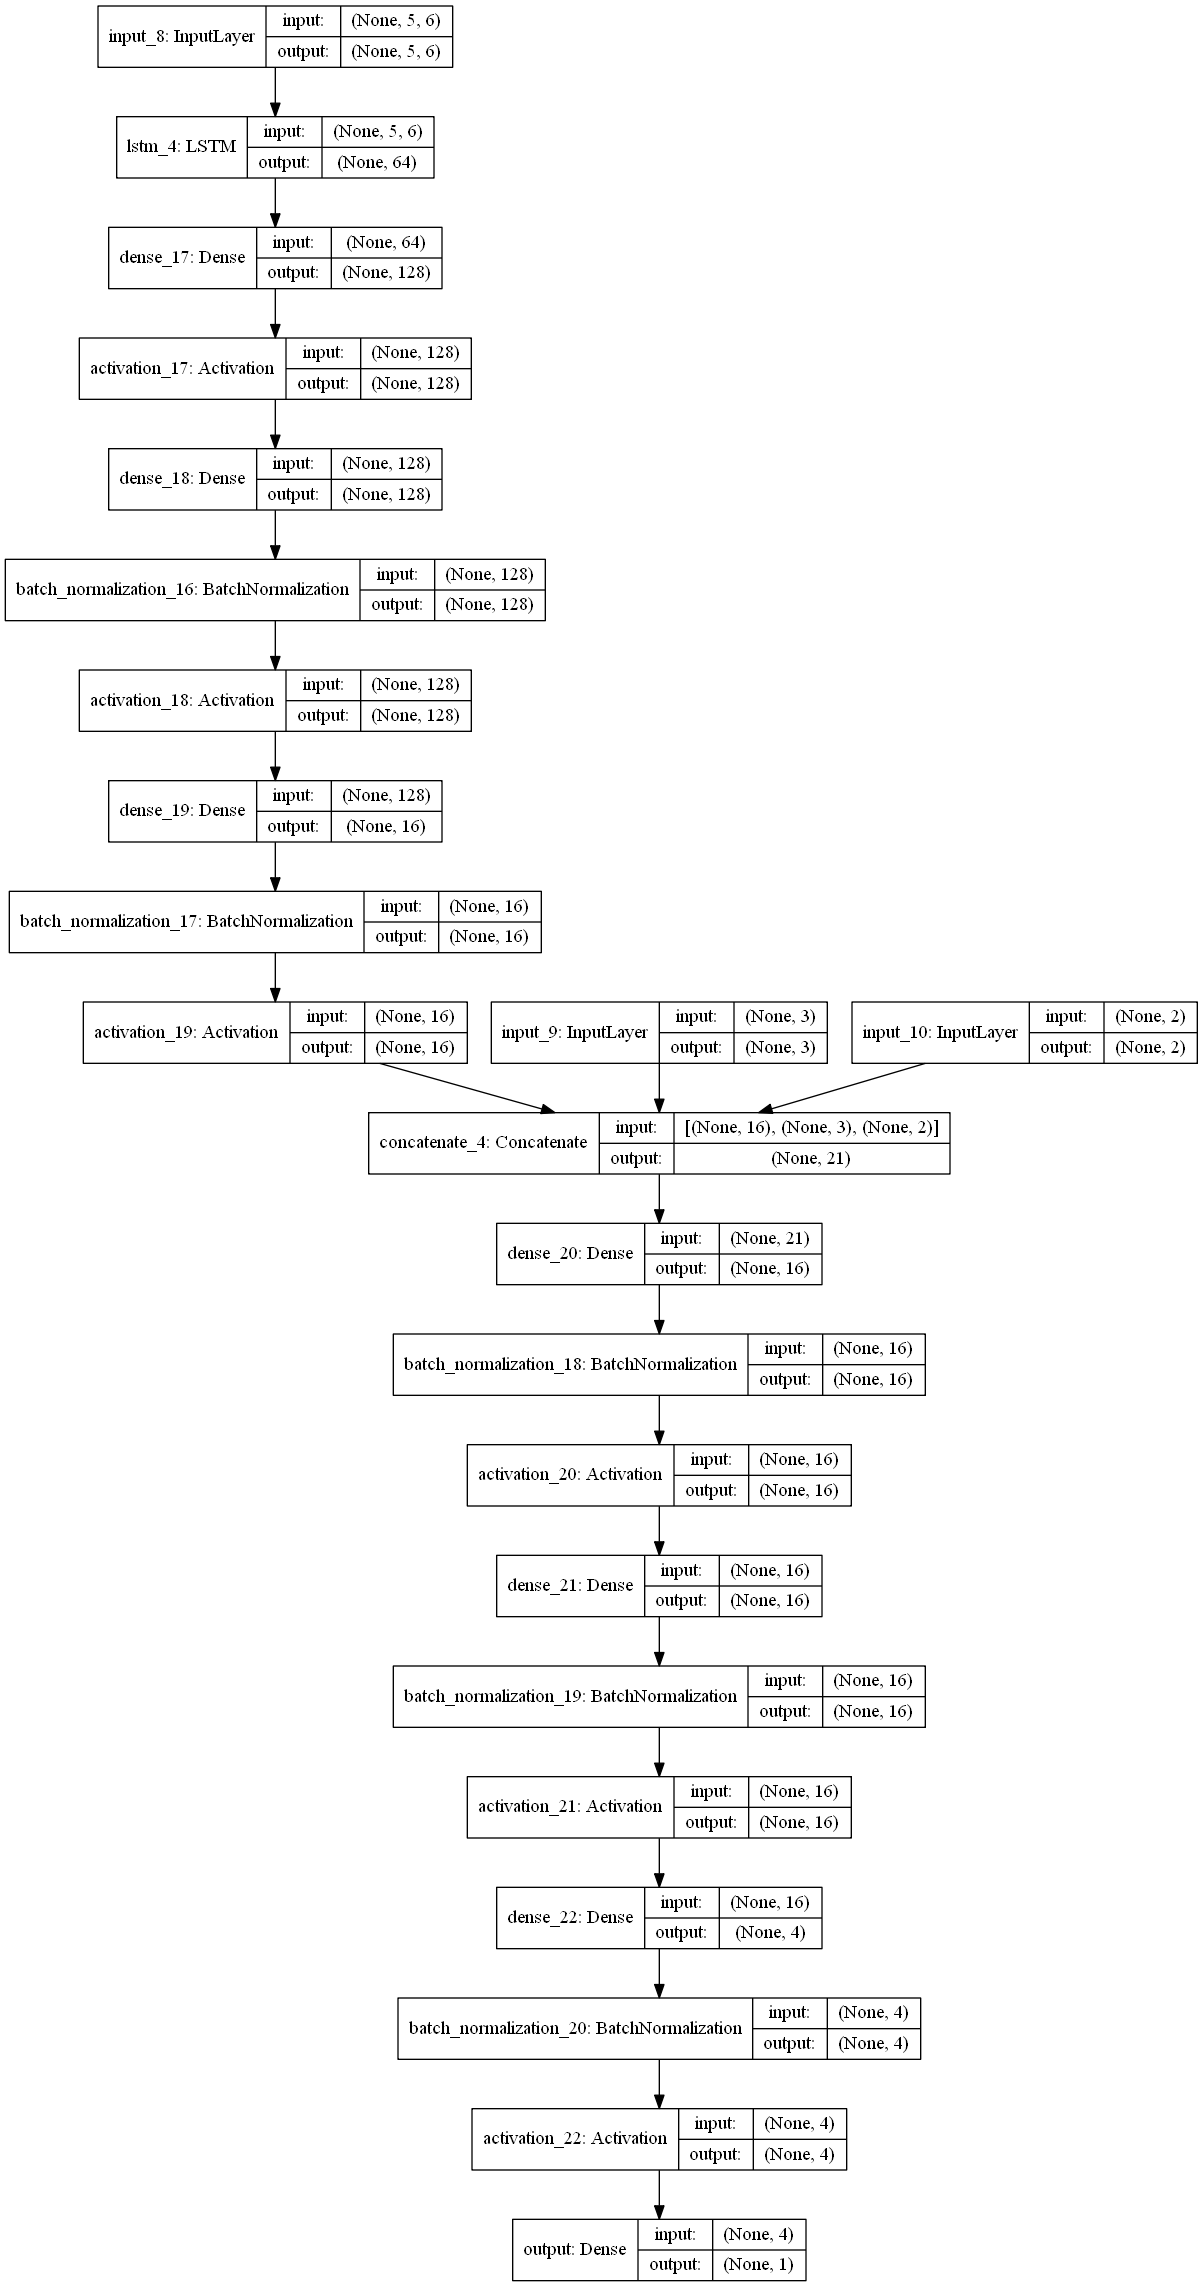 input_8: InputLayer
input: (None, 5, 6)
output: (None, 5, 6)
lstm_4: LSTM
input: (None, 5, 6)
output: (None, 64)
dense_17: Dense
input: (None, 64)
output: (None, 128)
activation_17: Activation
input: (None, 128)
output: (None, 128)
dense_18: Dense
input: (None, 128)
output: (None, 128)
batch_normalization_16: BatchNormalization
input: (None, 128)
output: (None, 128)
activation_18: Activation
input: (None, 128)
output: (None, 128)
dense_19: Dense
input: (None, 128)
output: (None, 16)
batch_normalization_17: BatchNormalization
input: (None, 16)
output: (None, 16)
activation_19: Activation
input: (None, 16)
output: (None, 16)
input_9: InputLayer
input: (None, 3)
output: (None, 3)
input_10: InputLayer
input: (None, 2)
output: (None, 2)
concatenate_4: Concatenate
input: [(None, 16), (None, 3), (None, 2)]
output: (None, 21)
dense_20: Dense
input: (None, 21)
output: (None, 16)
batch_normalization_18: BatchNormalization
input: (None, 16)
output: (None, 16)
activation_20: Activation
input: (None, 16)
output: (None, 16)
dense_21: Dense
input: (None, 16)
output: (None, 16)
batch_normalization_19: BatchNormalization
input: (None, 16)
output: (None, 16)
activation_21: Activation
input: (None, 16)
output: (None, 16)
dense_22: Dense
input: (None, 16)
output: (None, 4)
batch_normalization_20: BatchNormalization
input: (None, 4)
output: (None, 4)
activation_22: Activation
input: (None, 4)
output: (None, 4)
output: Dense
input: (None, 4)
output: (None, 1)